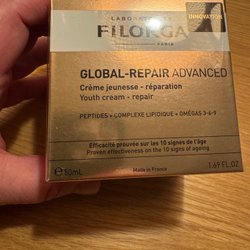 LABORATOIRES
FILORGA
PARIS
INNOVATION
GLOBAL-REPAIR ADVANCED
Crème jeunesse - réparation
Youth cream - repair
PEPTIDES + COMPLEXE LIPIDIQUE + OMÉGAS 3-6-9
Efficacité prouvée sur les 10 signes de l'âge
Proven effectiveness on the 10 signs of ageing
℮ 50mL
Made in France
1.69 FL.OZ.